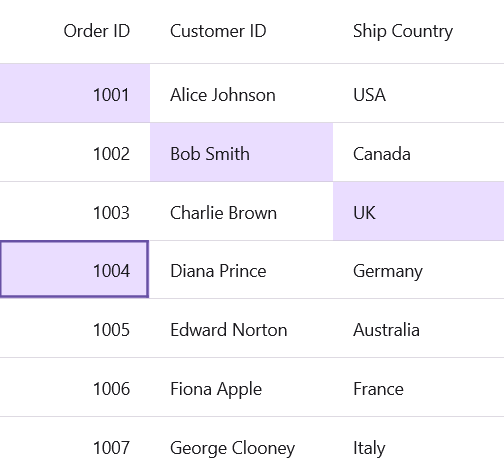 Order ID Customer ID Ship Country
1001 Alice Johnson USA
1002 Bob Smith Canada
1003 Charlie Brown UK
1004 Diana Prince Germany
1005 Edward Norton Australia
1006 Fiona Apple France
1007 George Clooney Italy